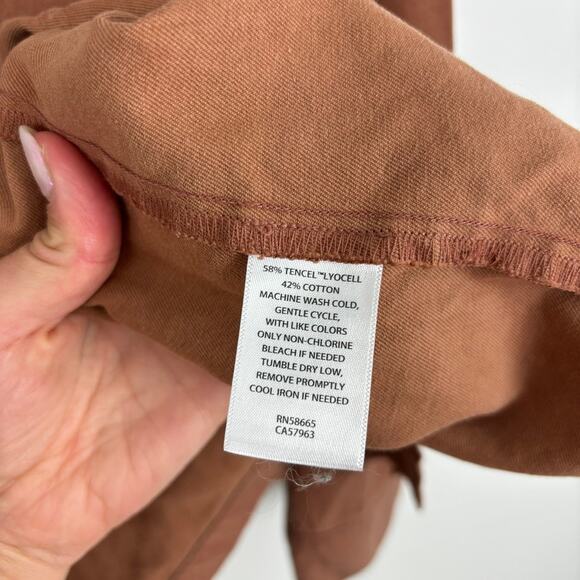 58% TENCEL™LYOCELL
42% COTTON
MACHINE WASH COLD,
GENTLE CYCLE,
WITH LIKE COLORS
ONLY NON-CHLORINE
BLEACH IF NEEDED
TUMBLE DRY LOW,
REMOVE PROMPTLY
COOL IRON IF NEEDED
RN58665
CA57963